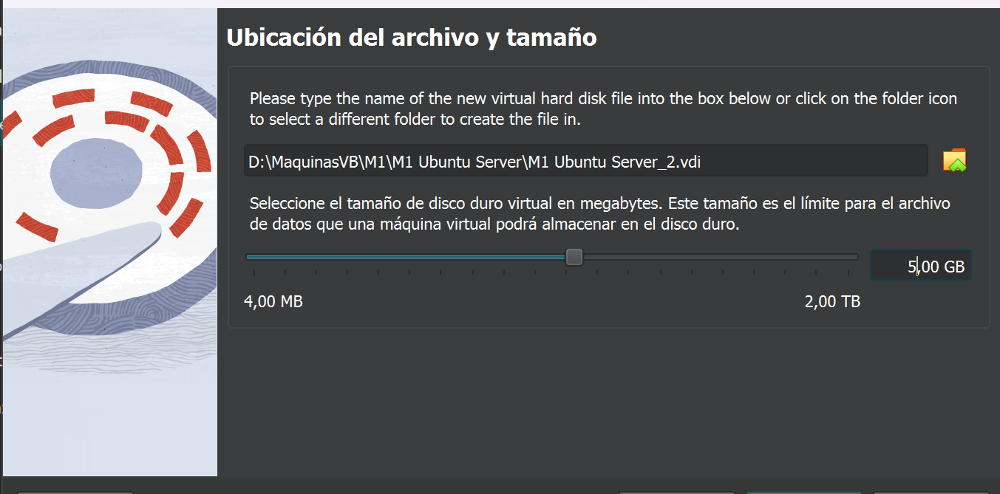 Ubicación del archivo y tamaño
Please type the name of the new virtual hard disk file into the box below or click on the folder icon
to select a different folder to create the file in.
D:\MaquinasVB\M1\M1 Ubuntu Server\M1 Ubuntu Server_2.vdi
Seleccione el tamaño de disco duro virtual en megabytes. Este tamaño es el límite para el archivo
de datos que una máquina virtual podrá almacenar en el disco duro.
5,00 GB
4,00 MB
2,00 TB